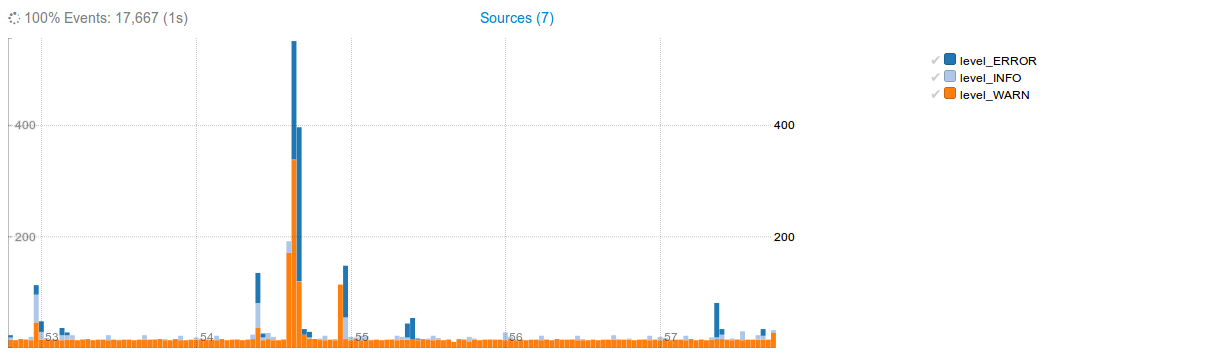 100% Events: 17,667 (1s)
Sources (7)
level_ERROR
level_INFO
level_WARN
400
400
200
200
53
54
55
56
57